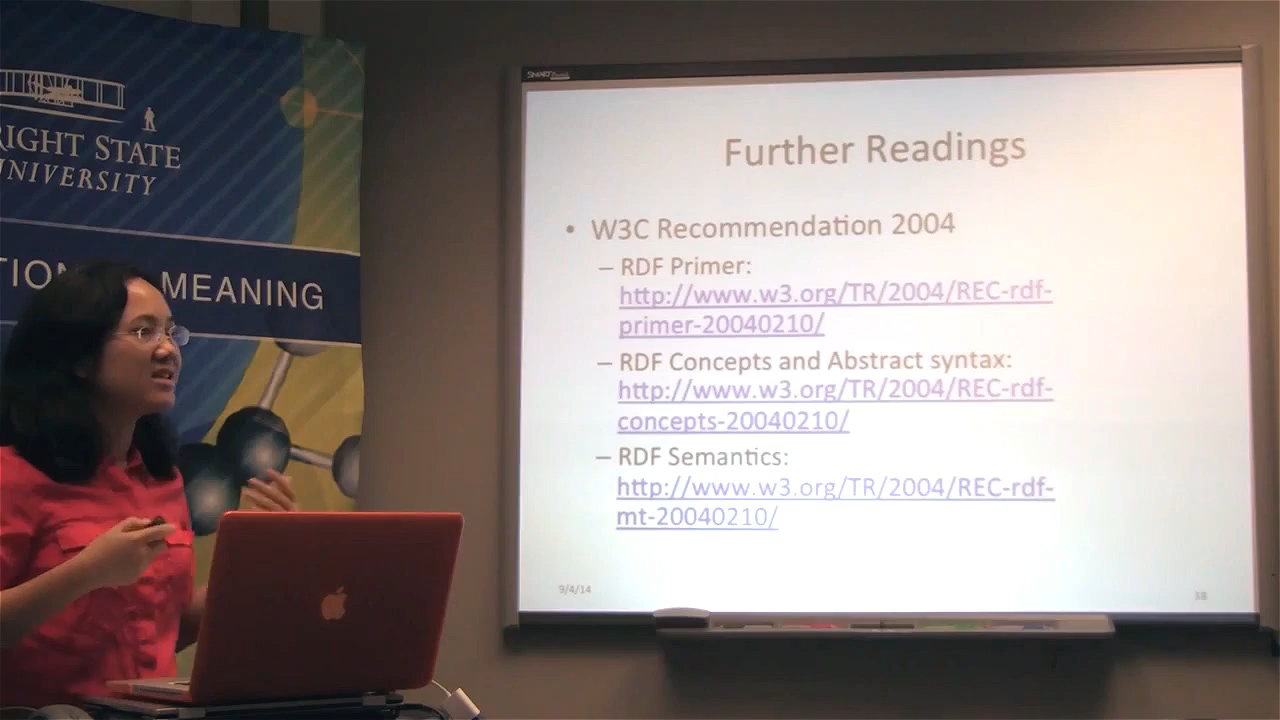 RIGHT STATE
UNIVERSITY
MEANING
SMART
Further Readings
• W3C Recommendation 2004
– RDF Primer:
http://www.w3.org/TR/2004/REC-rdf-
primer-20040210/
– RDF Concepts and Abstract syntax:
http://www.w3.org/TR/2004/REC-rdf-
concepts-20040210/
– RDF Semantics:
http://www.w3.org/TR/2004/REC-rdf-
mt-20040210/
9/4/14